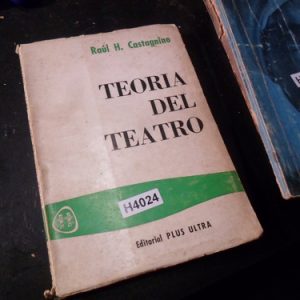 Raúl H. Castagnino
TEORIA
DEL
TEATRO
H4024
Editorial PLUS ULTRA